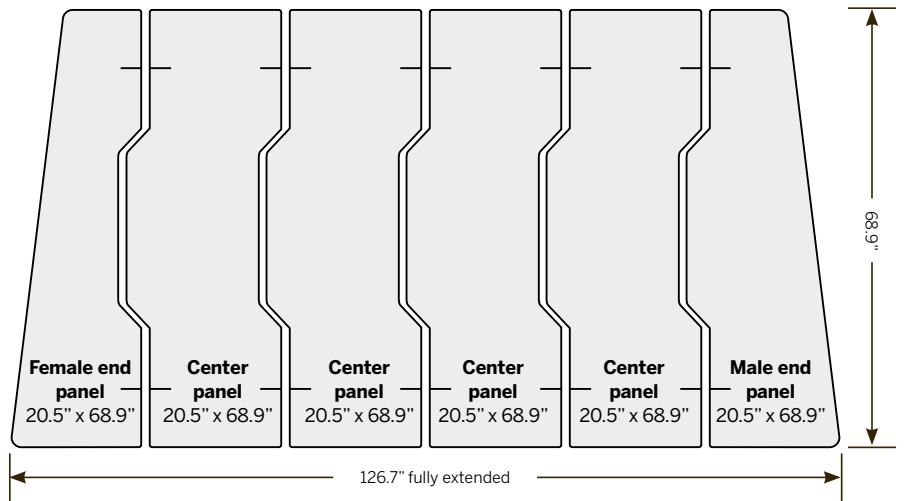 Female end
panel
20.5” x 68.9”
Center
panel
20.5” x 68.9”
Center
panel
20.5” x 68.9”
Center
panel
20.5” x 68.9”
Center
panel
20.5” x 68.9”
Male end
panel
20.5” x 68.9”
68.9”
126.7” fully extended